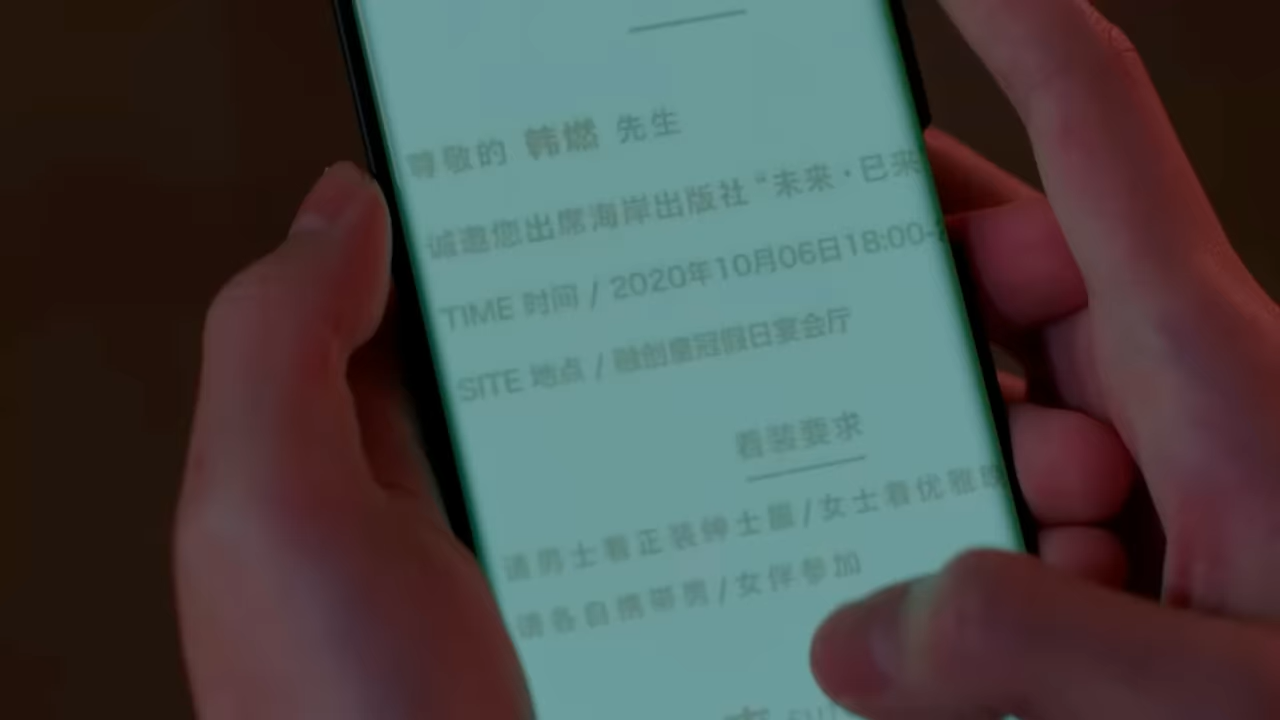 尊敬的 韩燃 先生
诚邀您出席海岸出版社“未来·已来
TIME 时间 / 2020年10月06日18:00-
SITE 地点 / 融创皇冠假日宴会厅
着装要求
请男士着正装绅士服/女士着优雅
请各自携带男/女伴参加